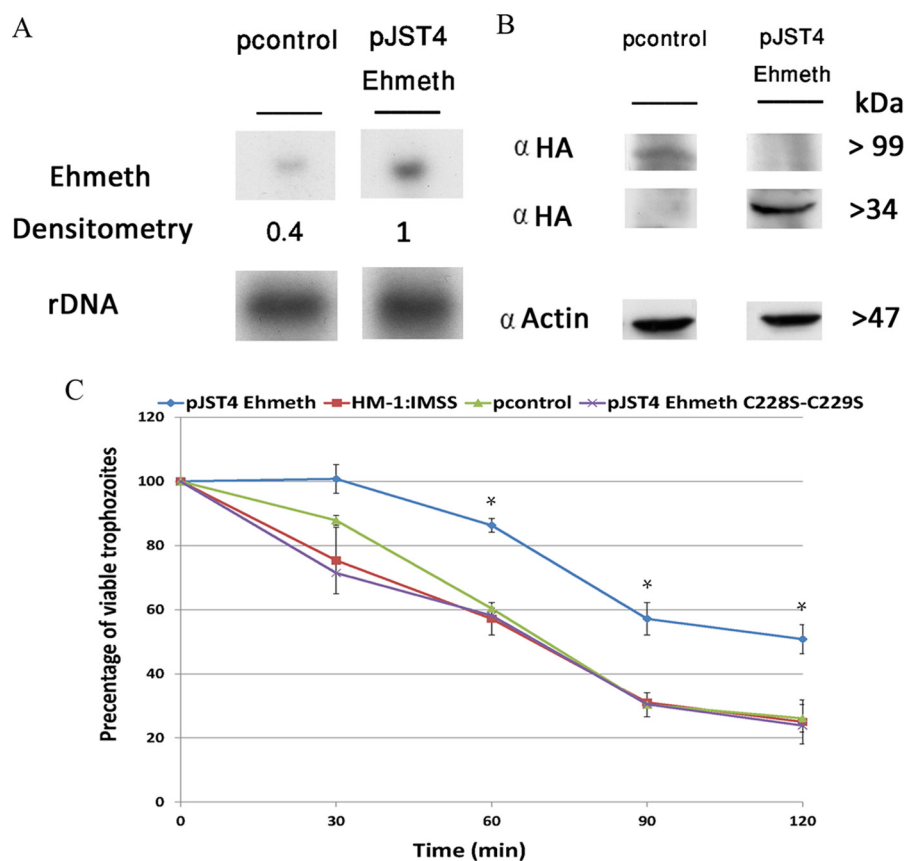 A
pcontrol
pJST4
Ehmeth
Ehmeth
Densitometry
0.4
1
rDNA
B
pcontrol
pJST4
Ehmeth
kDa
α HA
> 99
α HA
>34
α Actin
>47
C
pJST4 Ehmeth HM-1:IMSS pcontrol pJST4 Ehmeth C228S-C229S
Precentage of viable trophozoites
120
100
80
60
40
20
0
*
*
*
0 30 60 90 120
Time (min)